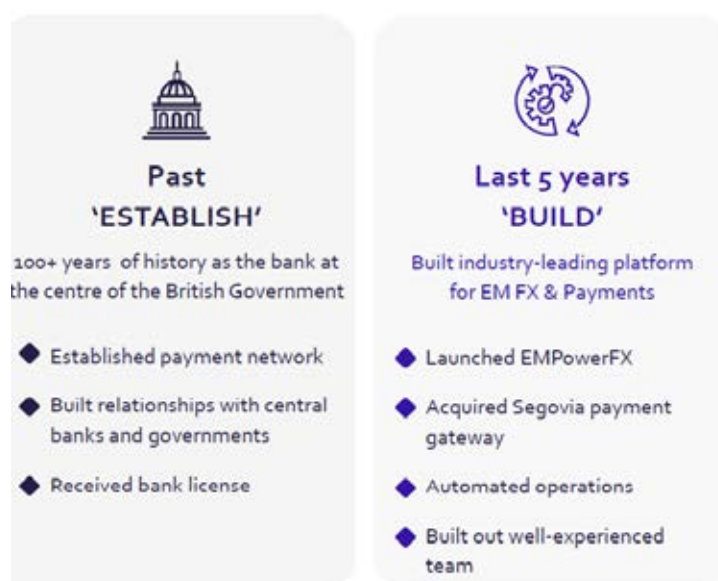 Past
‘ESTABLISH’
100+ years of history as the bank at
the centre of the British Government
Established payment network
Built relationships with central
banks and governments
Received bank license
Last 5 years
‘BUILD’
Built industry-leading platform
for EM FX & Payments
Launched EMPowerFX
Acquired Segovia payment
gateway
Automated operations
Built out well-experienced
team